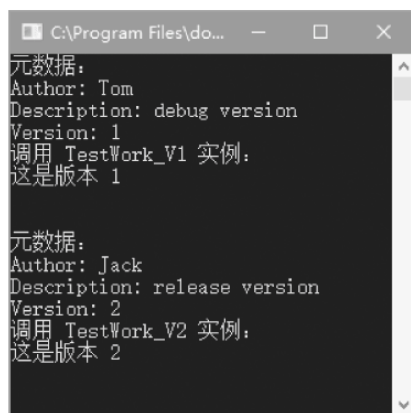 C:\Program Files\do...
元数据：
Author: Tom
Description: debug version
Version: 1
调用 TestWork_V1 实例：
这是版本 1
元数据：
Author: Jack
Description: release version
Version: 2
调用 TestWork_V2 实例：
这是版本 2